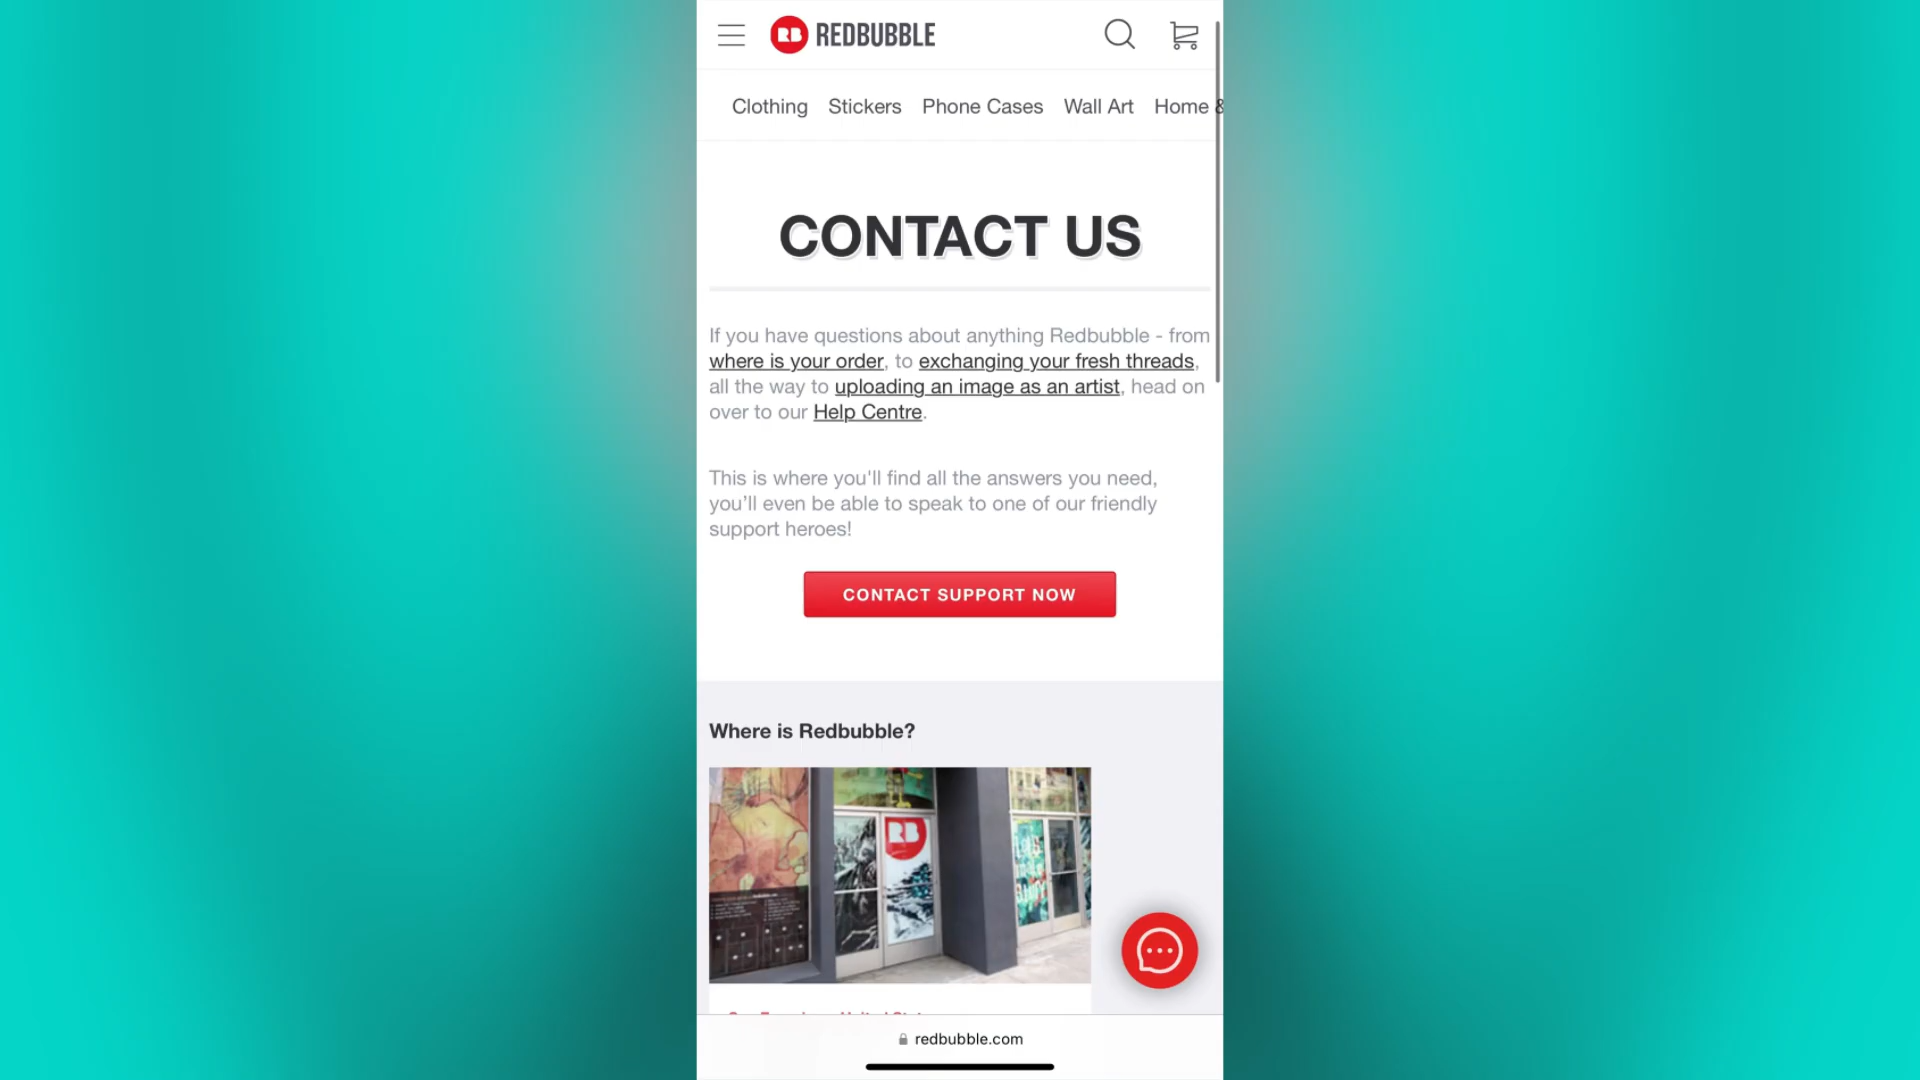 RB REDBUBBLE
Clothing Stickers Phone Cases Wall Art Home &
CONTACT US
If you have questions about anything Redbubble - from
where is your order, to exchanging your fresh threads,
all the way to uploading an image as an artist, head on
over to our Help Centre.
This is where you'll find all the answers you need,
you’ll even be able to speak to one of our friendly
support heroes!
CONTACT SUPPORT NOW
Where is Redbubble?
RB
redbubble.com